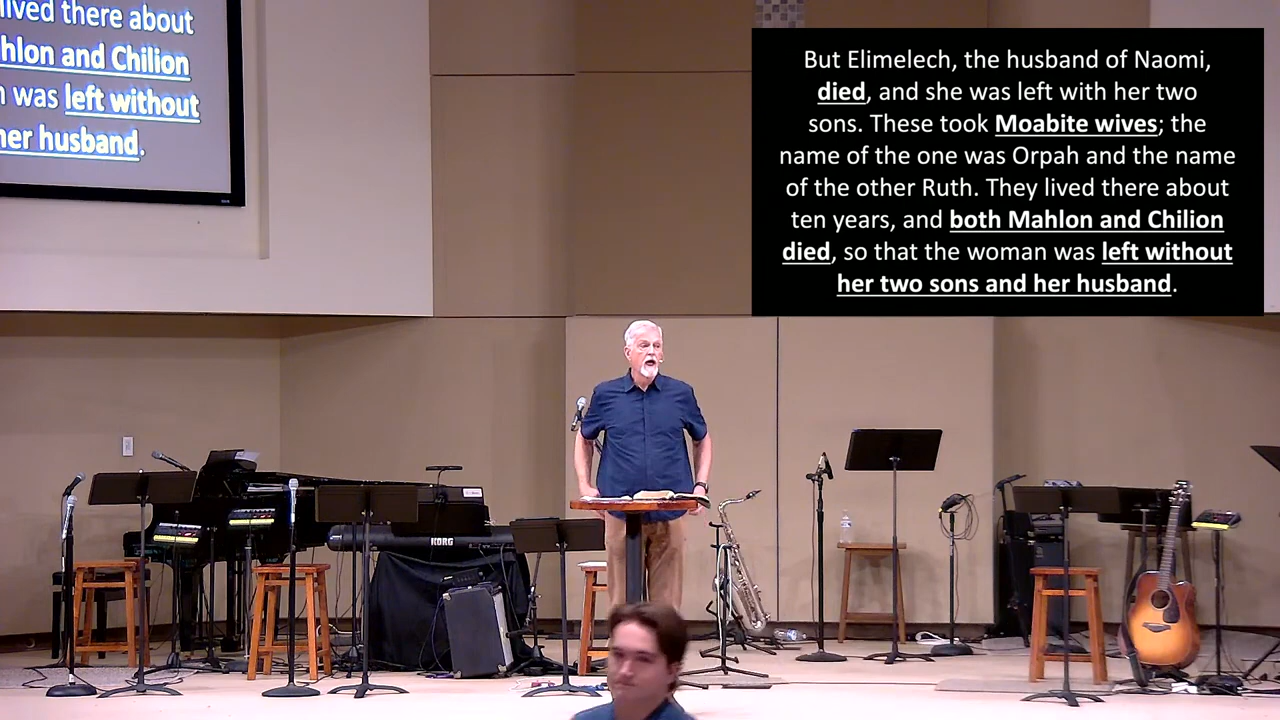 lived there about
hlon and Chilion
was left without
her husband.
But Elimelech, the husband of Naomi,
died, and she was left with her two
sons. These took Moabite wives; the
name of the one was Orpah and the name
of the other Ruth. They lived there about
ten years, and both Mahlon and Chilion
died, so that the woman was left without
her two sons and her husband.
KORG